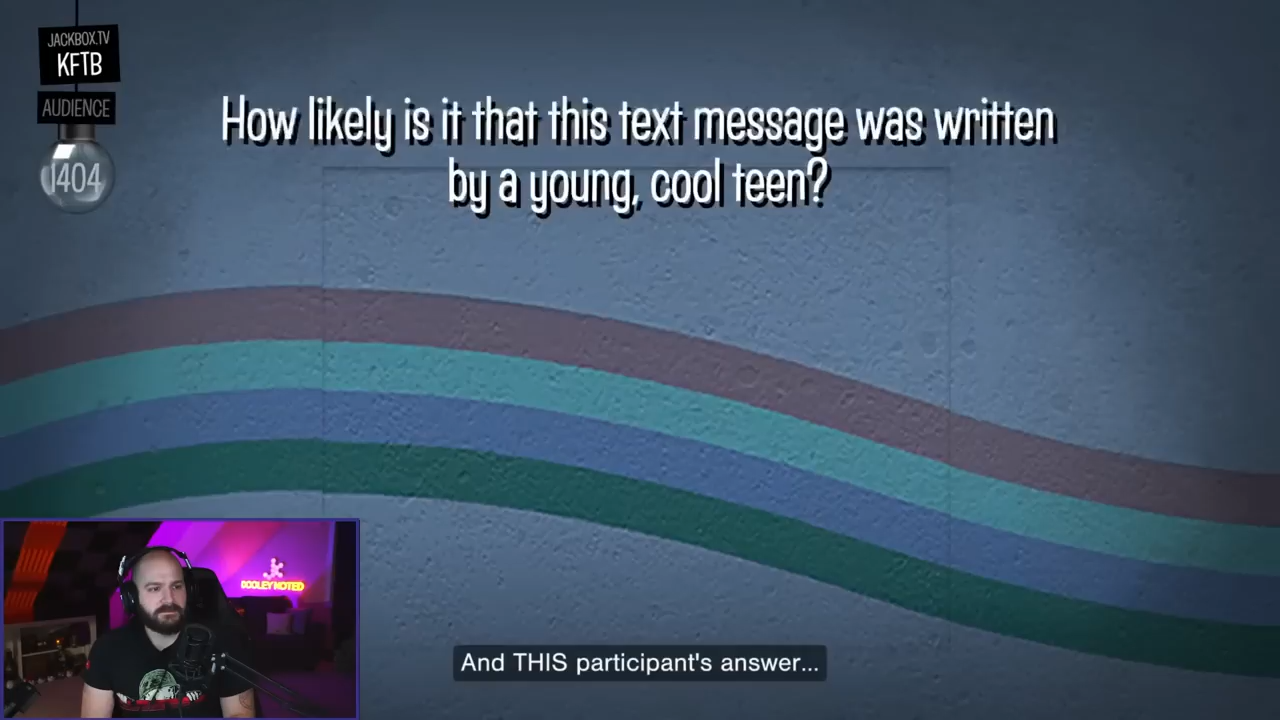 JACKBOX.TV
KFTB
AUDIENCE
1404
How likely is it that this text message was written
by a young, cool teen?
DOOLEY NOTED
And THIS participant's answer...